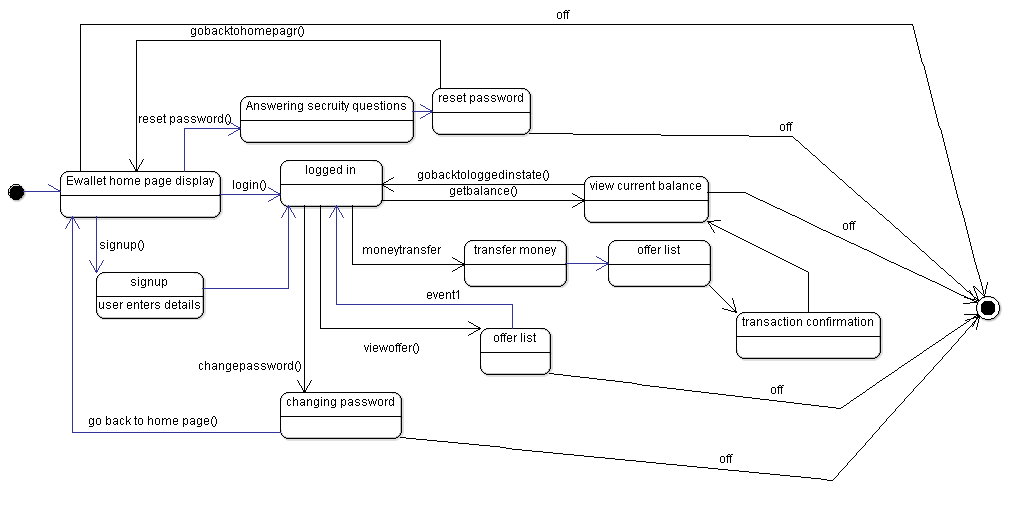 off
gobacktohomepagr()
Answering secruity questions
reset password
reset password()
off
Ewallet home page display
login()
logged in
gobacktologgedinstate()
getbalance()
view current balance
off
signup()
moneytransfer
transfer money
offer list
signup
user enters details
event1
transaction confirmation
offer list
viewoffer()
changepassword()
off
changing password
go back to home page()
off